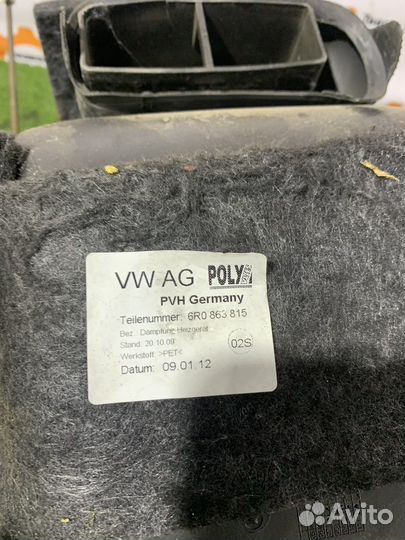 VW AG POLY
PVH Germany
Teilenummer: 6R0 863 815
Bez.: Dämpfung Heizgerät
Stand: 20.10.09
Werkstoff: >PET<
02S
Datum: 09.01.12
Avito